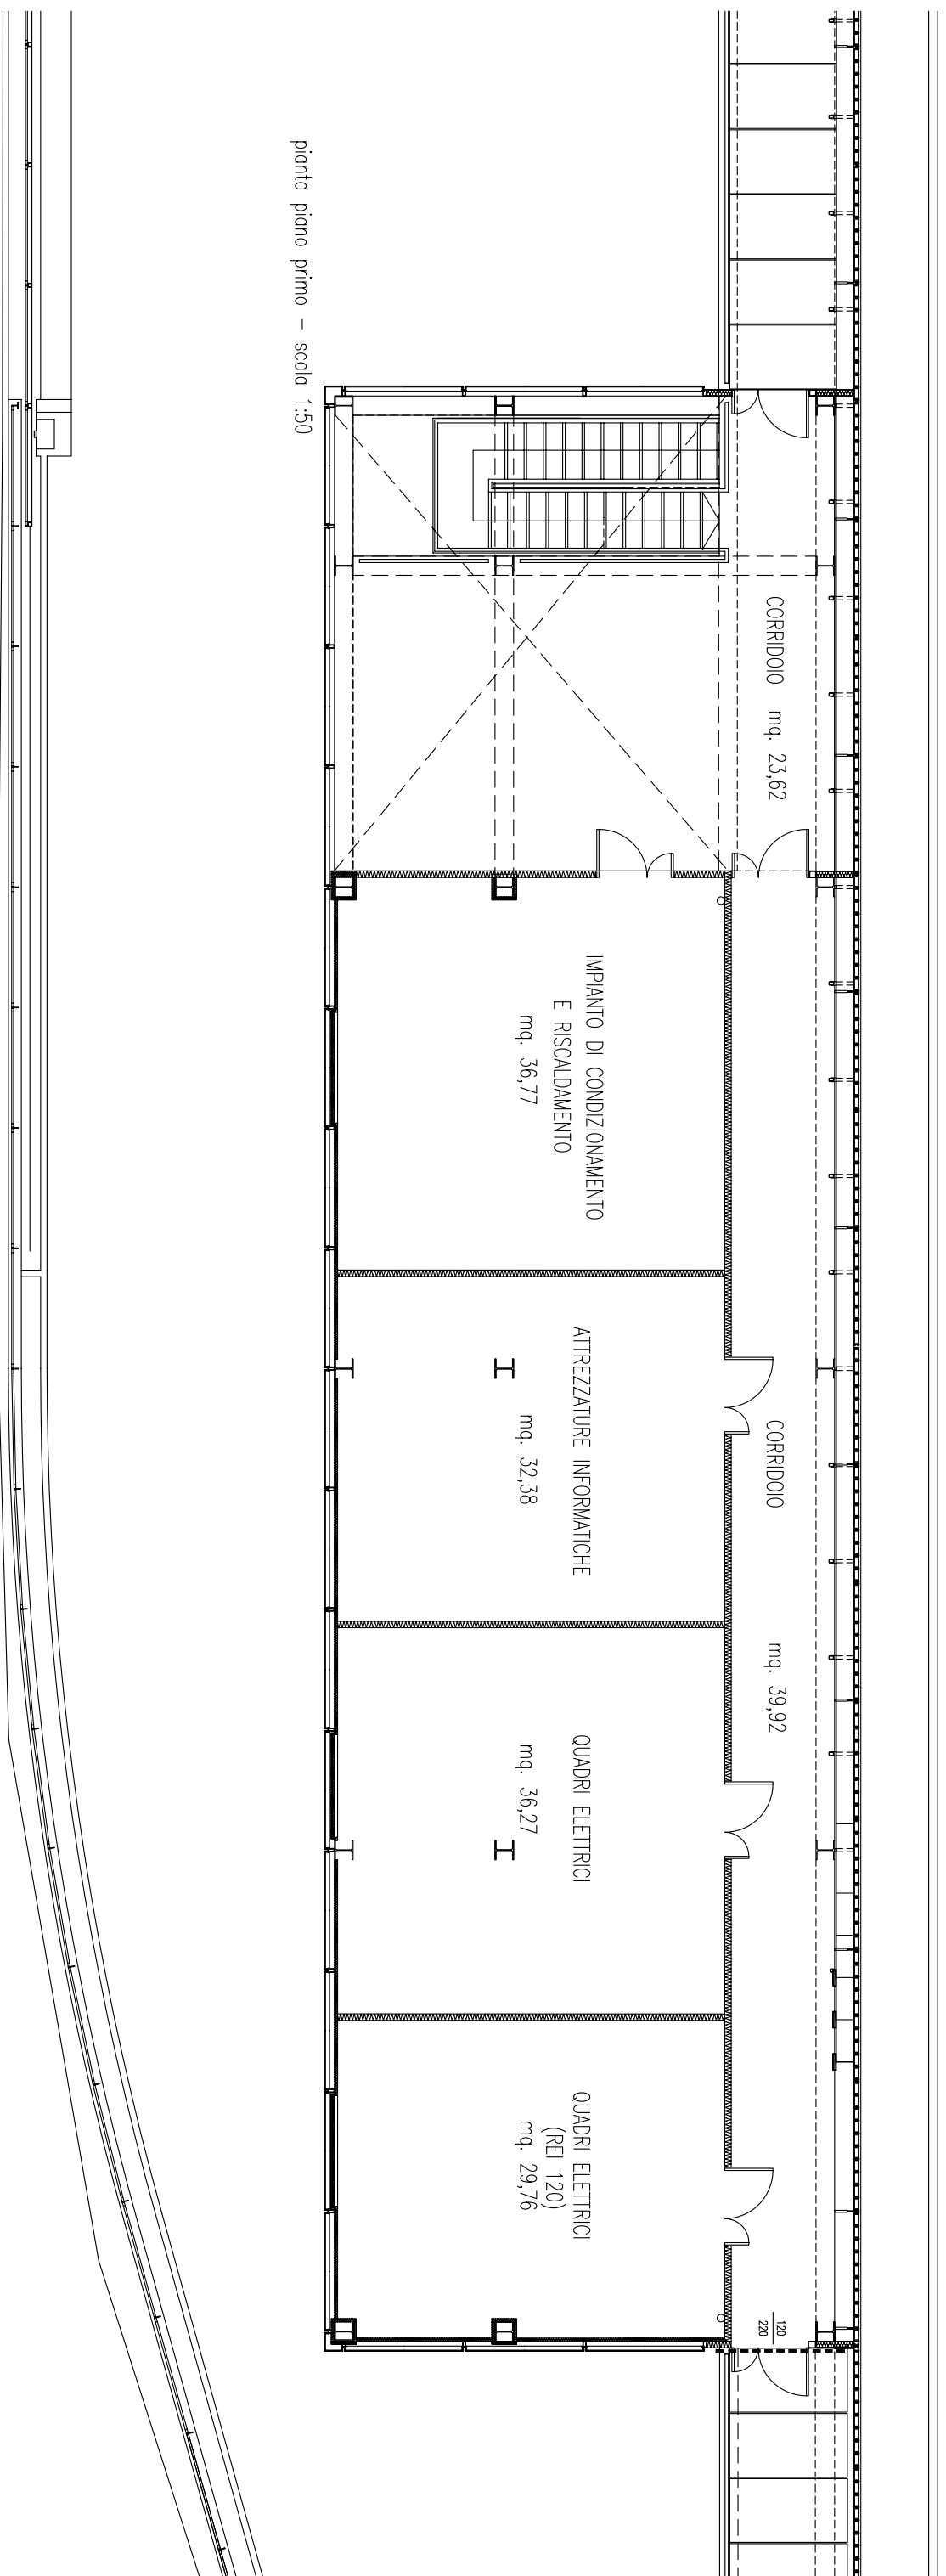 CORRIDOIO mq. 23,62
CORRIDOIO mq. 39,92
120
220
IMPIANTO DI CONDIZIONAMENTO
E RISCALDAMENTO
mq. 36,77
ATTREZZATURE INFORMATICHE
mq. 32,38
QUADRI ELETTRICI
mq. 36,27
QUADRI ELETTRICI
(REI 120)
mq. 29,76
pianta piano primo - scala 1:50